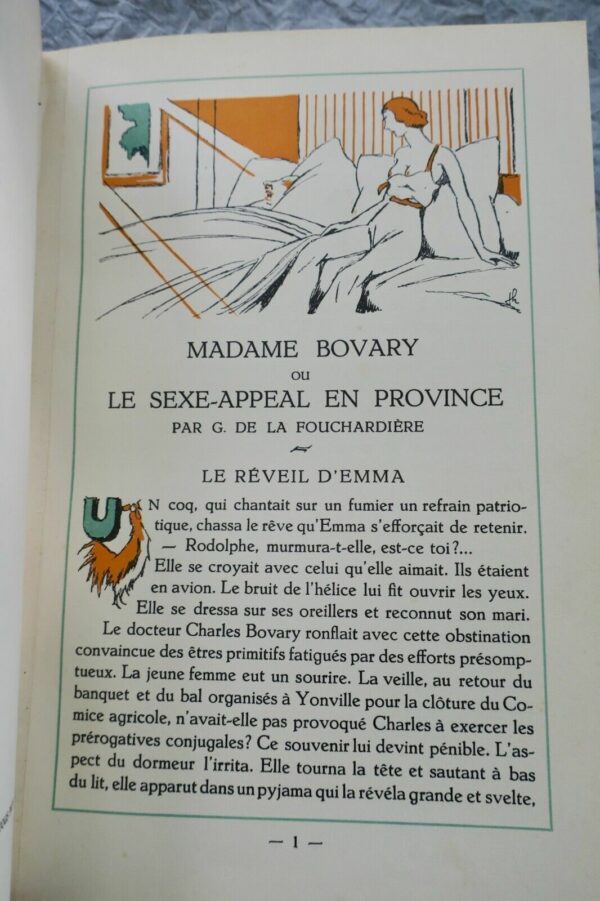 MADAME BOVARY
OU
LE SEXE-APPEAL EN PROVINCE
PAR G. DE LA FOUCHARDIÈRE
LE RÉVEIL D'EMMA
UN coq, qui chantait sur un fumier un refrain patrio-
tique, chassa le rêve qu'Emma s'efforçait de retenir.
— Rodolphe, murmura-t-elle, est-ce toi?...
Elle se croyait avec celui qu'elle aimait. Ils étaient
en avion. Le bruit de l'hélice lui fit ouvrir les yeux.
Elle se dressa sur ses oreillers et reconnut son mari.
Le docteur Charles Bovary ronflait avec cette obstination
convaincue des êtres primitifs fatigués par des efforts présomp-
tueux. La jeune femme eut un sourire. La veille, au retour du
banquet et du bal organisés à Yonville pour la clôture du Co-
mice agricole, n'avait-elle pas provoqué Charles à exercer les
prérogatives conjugales? Ce souvenir lui devint pénible. L'as-
pect du dormeur l'irrita. Elle tourna la tête et sautant à bas
du lit, elle apparut dans un pyjama qui la révéla grande et svelte,
— 1 —